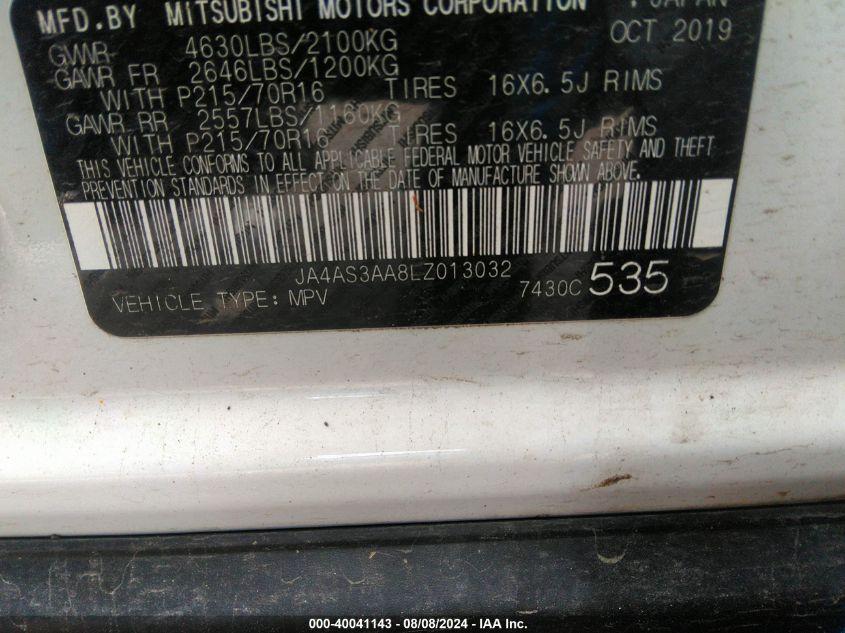 MFD.BY MITSUBISHI MOTORS CORPORATION : JAPAN
OCT 2019
GVWR 4630LBS/2100KG
GAWR FR 2646LBS/1200KG
WITH P215/70R16 TIRES 16X6.5J RIMS
GAWR RR 2557LBS/1160KG
WITH P215/70R16 TIRES 16X6.5J RIMS
THIS VEHICLE CONFORMS TO ALL APPLICABLE FEDERAL MOTOR VEHICLE SAFETY AND THEFT
PREVENTION STANDARDS IN EFFECT ON THE DATE OF MANUFACTURE SHOWN ABOVE.
JA4AS3AA8LZ013032
VEHICLE TYPE: MPV 7430C 535
000-40041143 - 08/08/2024 - IAA Inc.